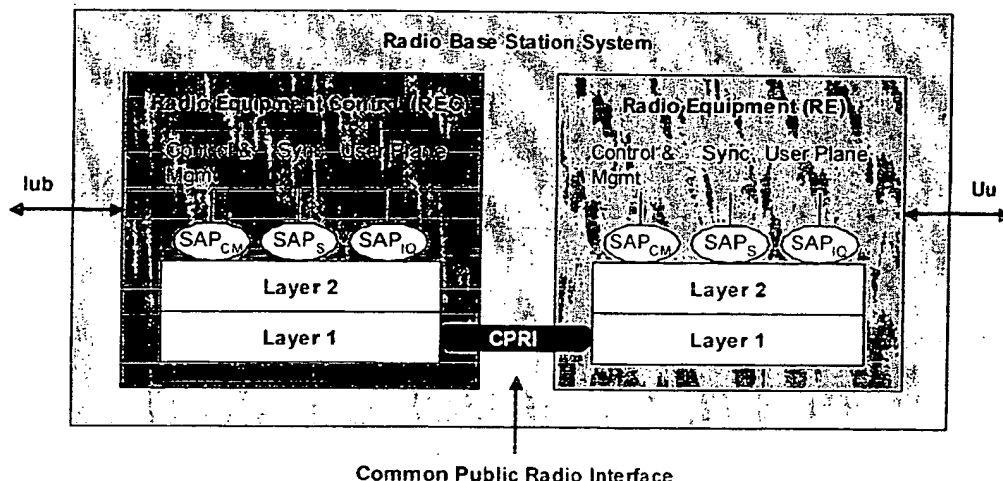 Radio Base Station System
Radio Equipment Control (REC)
Control & Mgmt
Sync
User Plane
SAPCM
SAPS
SAPIQ
Layer 2
Layer 1
Radio Equipment (RE)
Control & Mgmt
Sync
User Plane
SAPCM
SAPS
SAPIQ
Layer 2
Layer 1
Iub
Uu
CPRI
Common Public Radio Interface